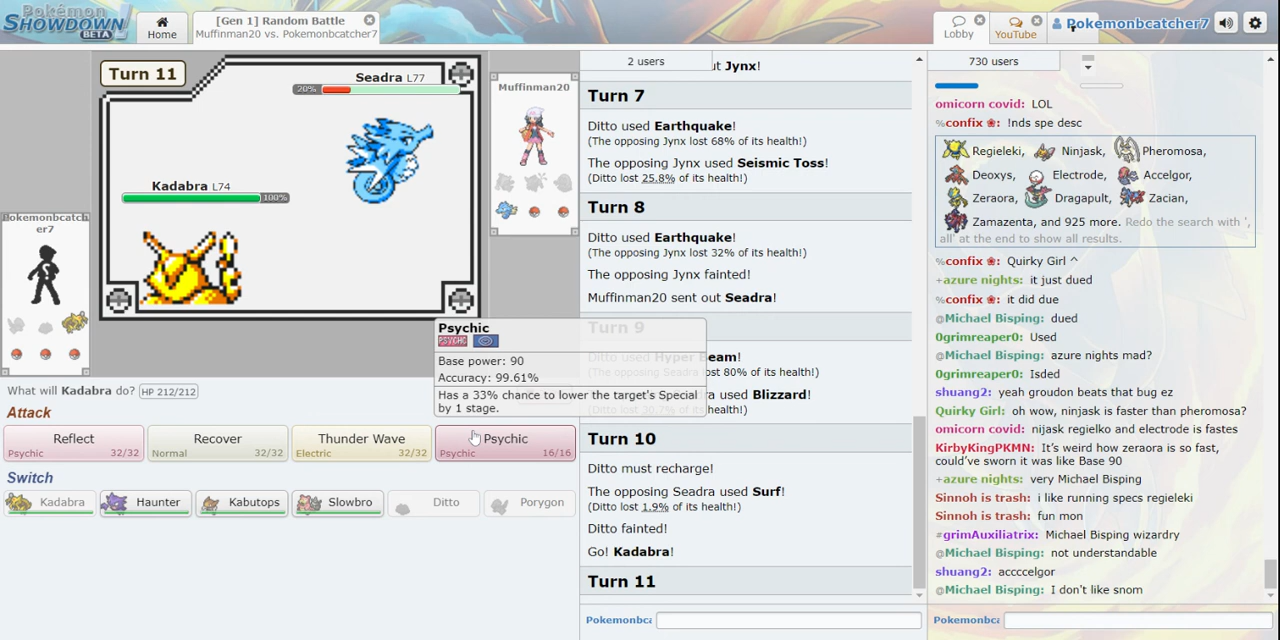 Pokémon
SHOWDOWN
BETA
Home
[Gen 1] Random Battle
Muffinman20 vs. Pokemonbcatcher7
Lobby
YouTube
Pokemonbcatcher7
Turn 11
Seadra L77
20%
Kadabra L74
100%
Muffinman20
Pokemonbcatch
er7
What will Kadabra do? HP 212/212
Attack
Reflect
Psychic 32/32
Recover
Normal 32/32
Thunder Wave
Electric 32/32
Psychic
Psychic 16/16
Switch
Kadabra
Haunter
Kabutops
Slowbro
Ditto
Porygon
Psychic
PSYCHC
Base power: 90
Accuracy: 99.61%
Has a 33% chance to lower the target's Special
by 1 stage.
2 users
ut Jynx!
Turn 7
Ditto used Earthquake!
(The opposing Jynx lost 68% of its health!)
The opposing Jynx used Seismic Toss!
(Ditto lost 25.8% of its health!)
Turn 8
Ditto used Earthquake!
(The opposing Jynx lost 32% of its health!)
The opposing Jynx fainted!
Muffinman20 sent out Seadra!
Turn 9
Ditto used Hyper Beam!
(The opposing Seadra lost 80% of its health!)
used Blizzard!
of its health!)
Turn 10
Ditto must recharge!
The opposing Seadra used Surf!
(Ditto lost 1.9% of its health!)
Ditto fainted!
Go! Kadabra!
Turn 11
Pokemonbca
730 users
omicorn covid: LOL
%confix ❀: !nds spe desc
Regieleki, Ninjask, Pheromosa,
Deoxys, Electrode, Accelgor,
Zeraora, Dragapult, Zacian,
Zamazenta, and 925 more. Redo the search with ',
all' at the end to show all results.
%confix ❀: Quirky Girl ^
+azure nights: it just dued
%confix ❀: it did due
@Michael Bisping: dued
0grimreaper0: Used
@Michael Bisping: azure nights mad?
0grimreaper0: Isded
shuang2: yeah groudon beats that bug ez
Quirky Girl: oh wow, ninjask is faster than pheromosa?
omicorn covid: nijask regielko and electrode is fastes
KirbyKingPKMN: It's weird how zeraora is so fast,
could've sworn it was like Base 90
+azure nights: very Michael Bisping
Sinnoh is trash: i like running specs regieleki
Sinnoh is trash: fun mon
#grimAuxiliatrix: Michael Bisping wizardry
@Michael Bisping: not understandable
shuang2: accccelgor
@Michael Bisping: I don't like snom
Pokemonbca